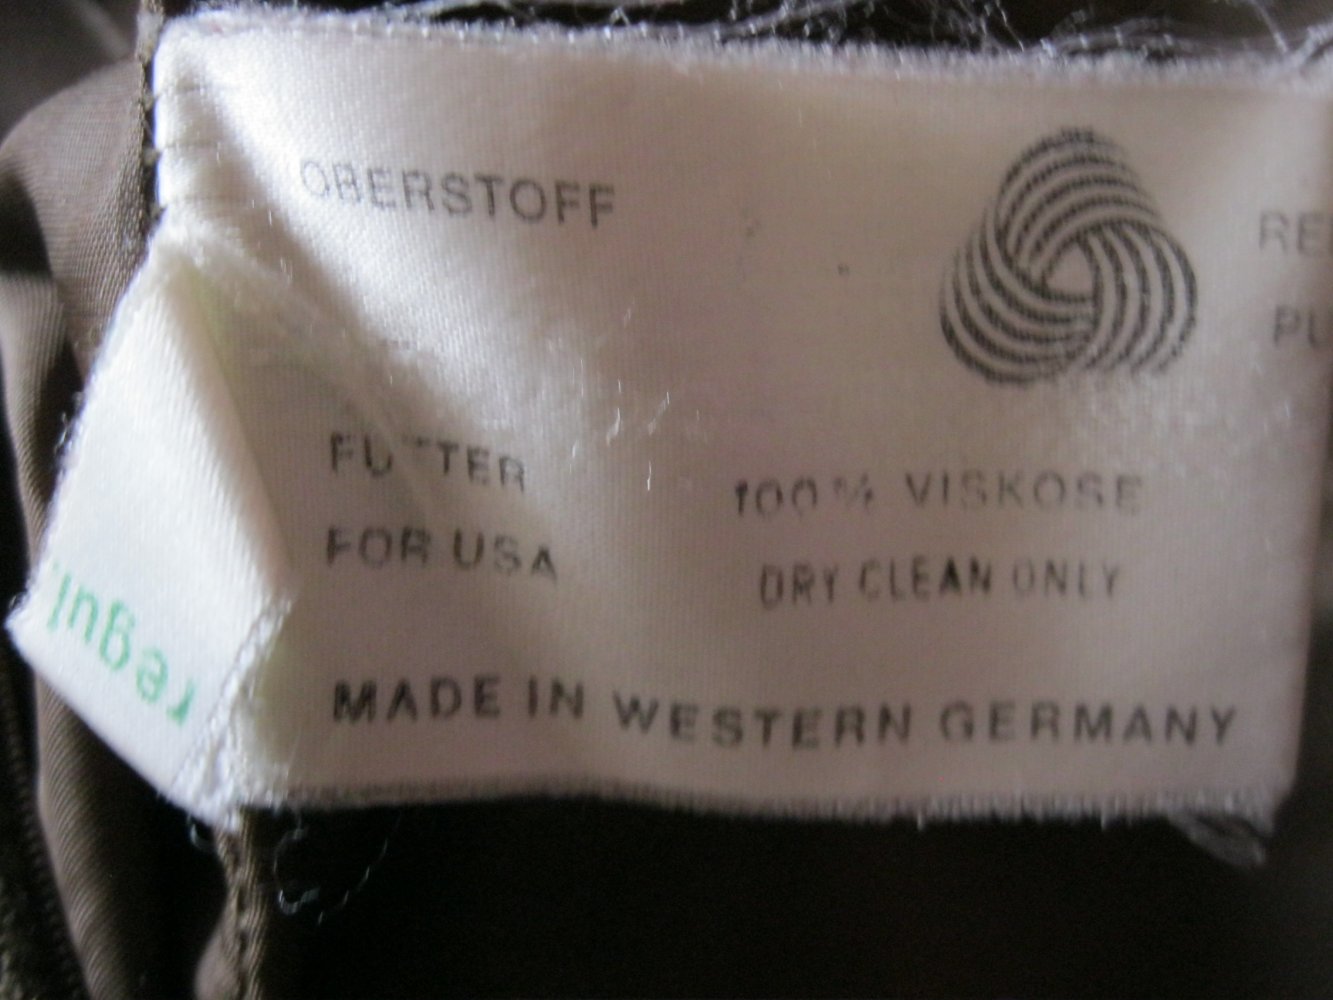 OBERSTOFF
FUTTER 100% VISKOSE
FOR USA DRY CLEAN ONLY
MADE IN WESTERN GERMANY